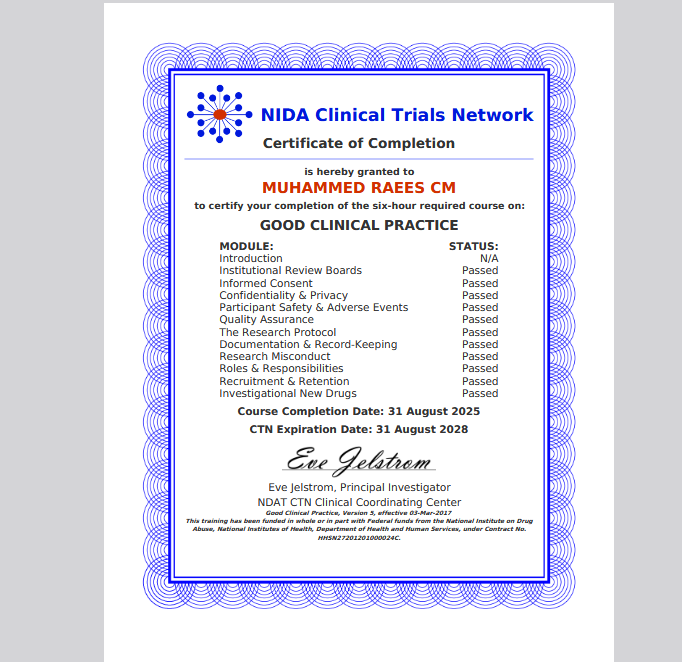 NIDA Clinical Trials Network
Certificate of Completion
is hereby granted to
MUHAMMED RAEES CM
to certify your completion of the six-hour required course on:
GOOD CLINICAL PRACTICE
MODULE: STATUS:
Introduction N/A
Institutional Review Boards Passed
Informed Consent Passed
Confidentiality & Privacy Passed
Participant Safety & Adverse Events Passed
Quality Assurance Passed
The Research Protocol Passed
Documentation & Record-Keeping Passed
Research Misconduct Passed
Roles & Responsibilities Passed
Recruitment & Retention Passed
Investigational New Drugs Passed
Course Completion Date: 31 August 2025
CTN Expiration Date: 31 August 2028
Eve Jelstrom
Eve Jelstrom, Principal Investigator
NDAT CTN Clinical Coordinating Center
Good Clinical Practice, Version 5, effective 03-Mar-2017
This training has been funded in whole or in part with Federal funds from the National Institute on Drug
Abuse, National Institutes of Health, Department of Health and Human Services, under Contract No.
HHSN27201201000024C.